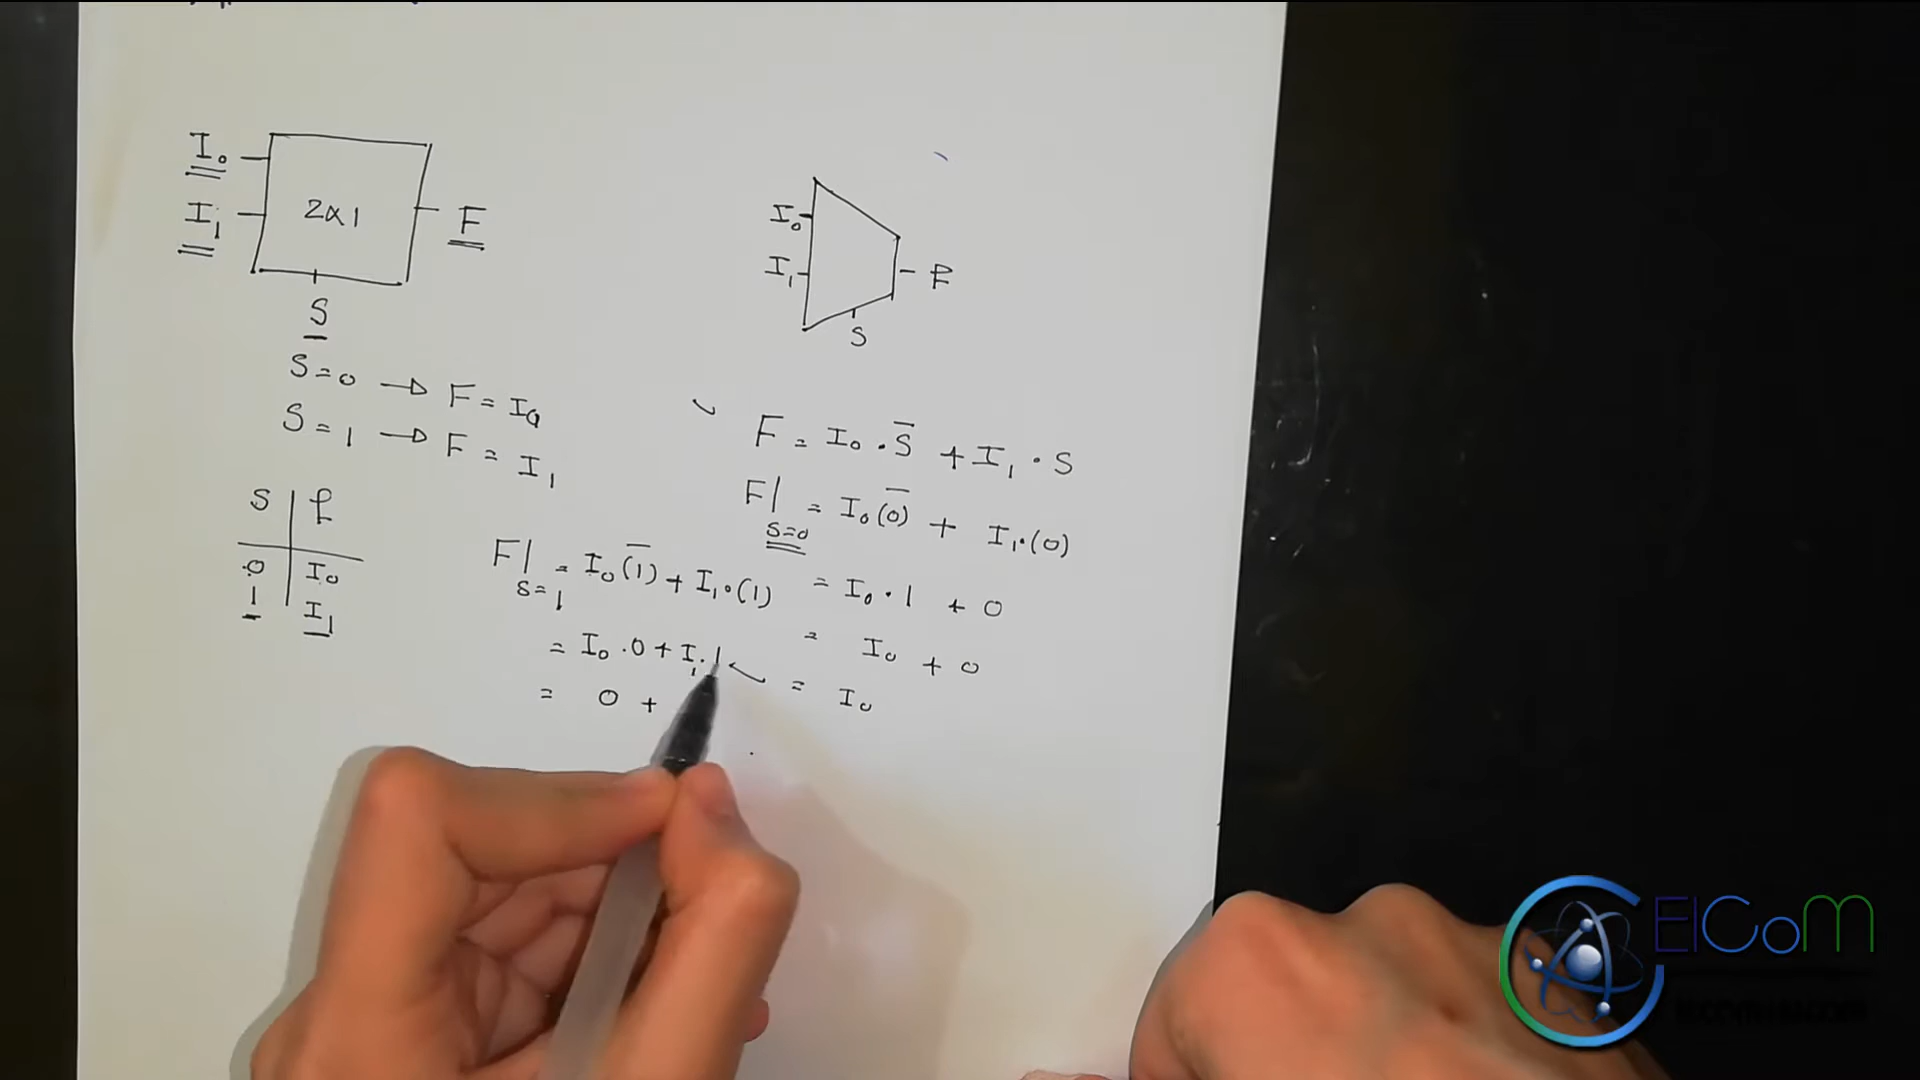 I₀
I₁
2x1
F
S
S=0 → F = I₀
S=1 → F = I₁
S | F
0 | I₀
1 | I₁
I₀
I₁
F
S
F = I₀ · S̅ + I₁ · S
F|S=0 = I₀(0̅) + I₁·(0)
= I₀ · 1 + 0
= I₀ + 0
= I₀
F|S=1 = I₀(1̅) + I₁·(1)
= I₀ · 0 + I₁ · 1
= 0 +
ElCoM